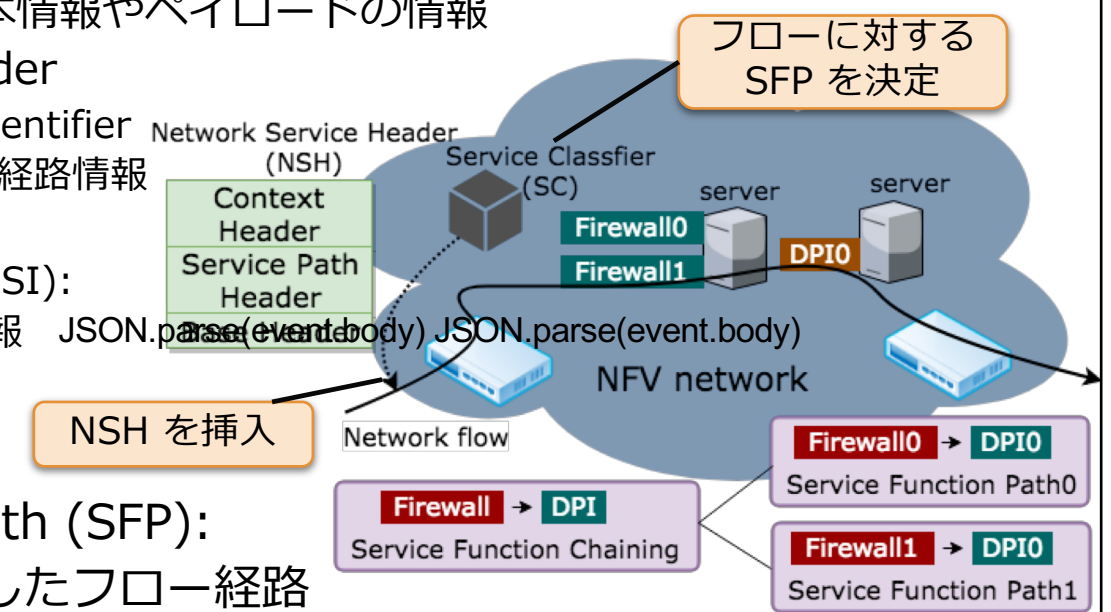 本情報やペイロードの情報
der
entifier
経路情報
SI):
報 JSON.parse(event.body) JSON.parse(event.body)
th (SFP):
したフロー経路
フローに対する
SFP を決定
Network Service Header
(NSH)
Context
Header
Service Path
Header
Base Header
Service Classfier
(SC)
server
server
Firewall0
Firewall1
DPI0
NFV network
NSH を挿入
Network flow
Firewall → DPI
Service Function Chaining
Firewall0 → DPI0
Service Function Path0
Firewall1 → DPI0
Service Function Path1